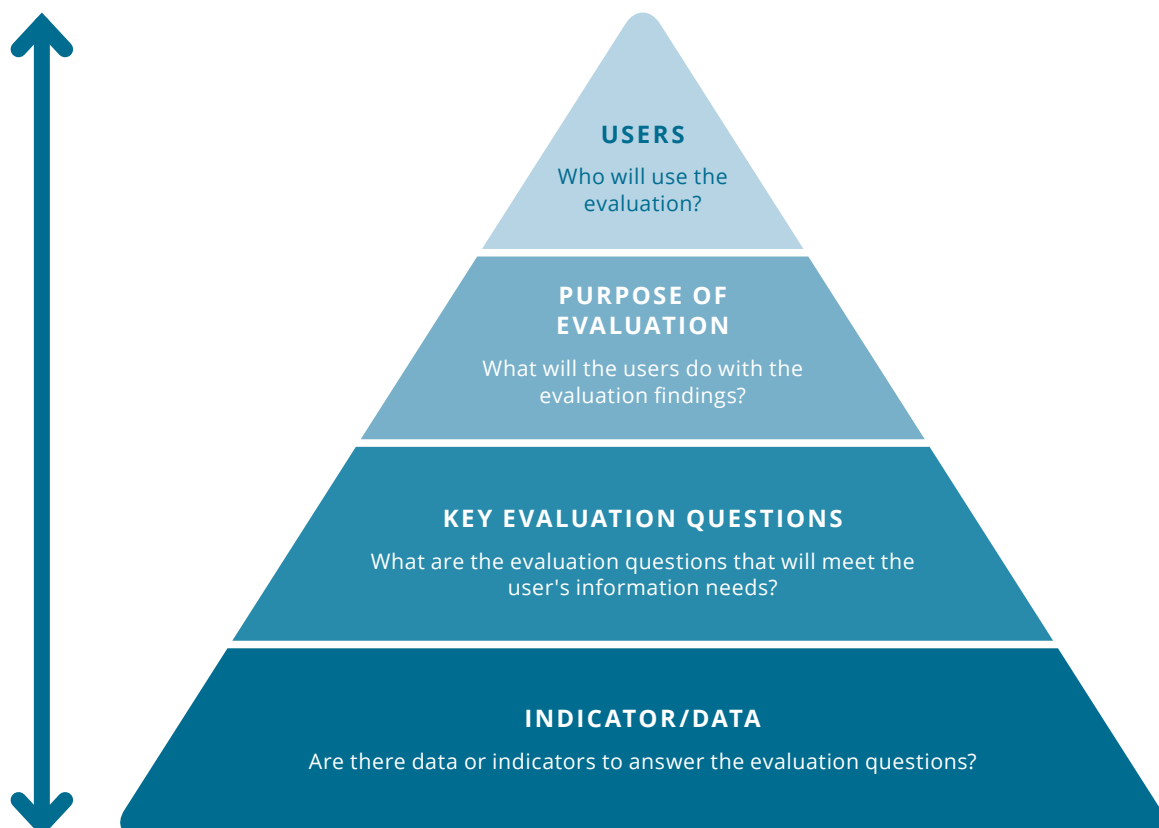 USERS
Who will use the
evaluation?
PURPOSE OF
EVALUATION
What will the users do with the
evaluation findings?
KEY EVALUATION QUESTIONS
What are the evaluation questions that will meet the
user's information needs?
INDICATOR/DATA
Are there data or indicators to answer the evaluation questions?